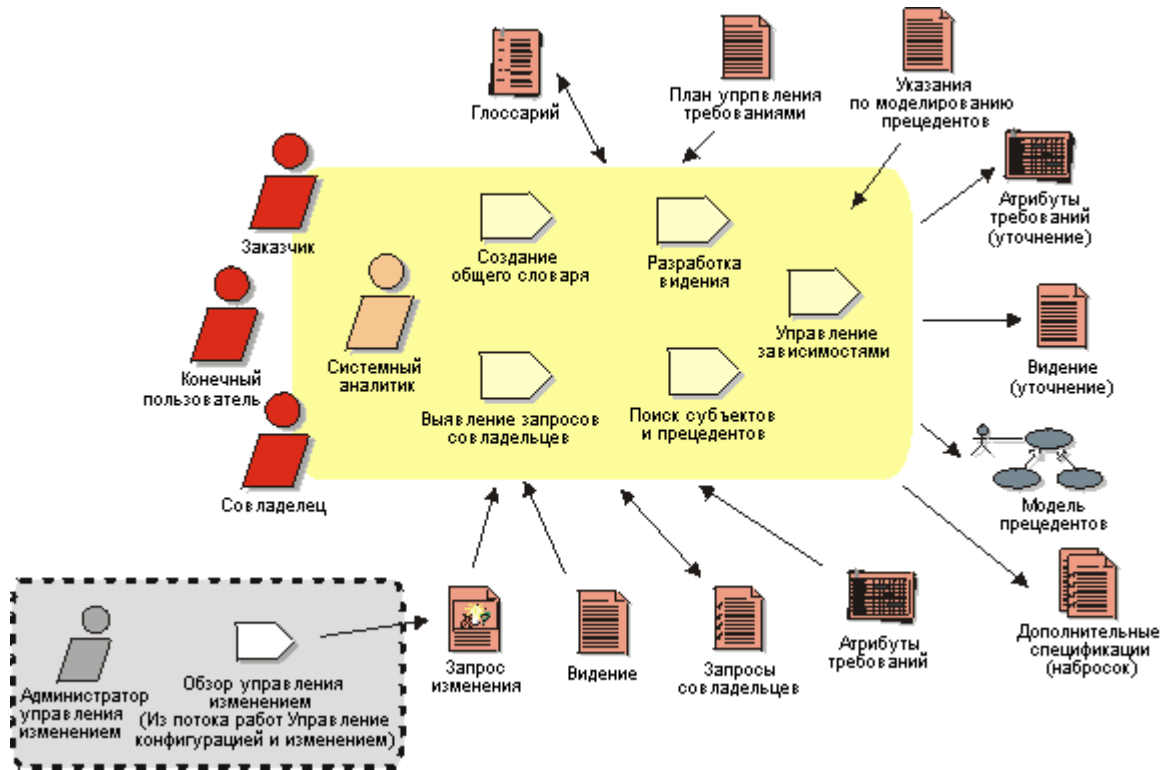 Глоссарий
План упрпвления
требованиями
Указания
по моделированию
прецедентов
Атрибуты
требований
(уточнение)
Заказчик
Создание
общего словаря
Разработка
видения
Управление
зависимостями
Конечный
пользователь
Системный
аналитик
Видение
(уточнение)
Выявление запросов
совладельцев
Поиск субъектов
и прецедентов
Совладелец
Модель
прецедентов
Администратор
управления
изменением
Обзор управления
изменением
(Из потока работ Управление
конфигурацией и изменением)
Запрос
изменения
Видение
Запросы
совладельцев
Атрибуты
требований
Дополнительные
спецификации
(набросок)